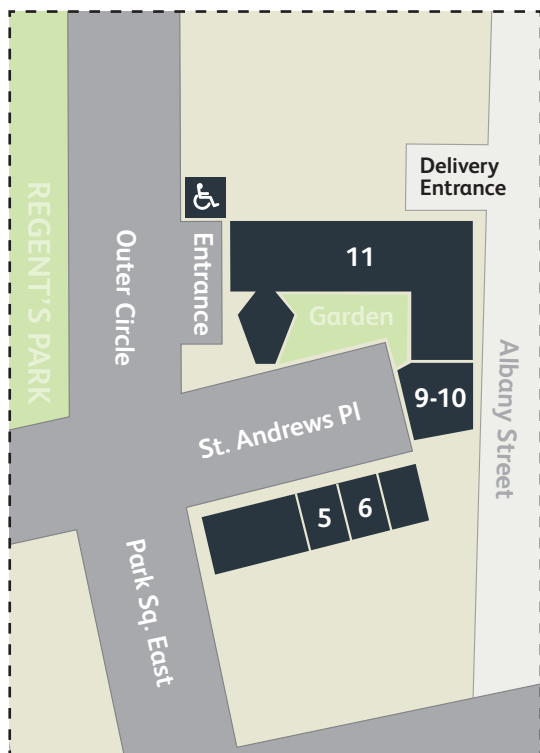 Delivery
Entrance
REGENT'S PARK
Outer Circle
Entrance
11
Garden
9-10
Albany Street
St. Andrews Pl
5
6
Park Sq. East